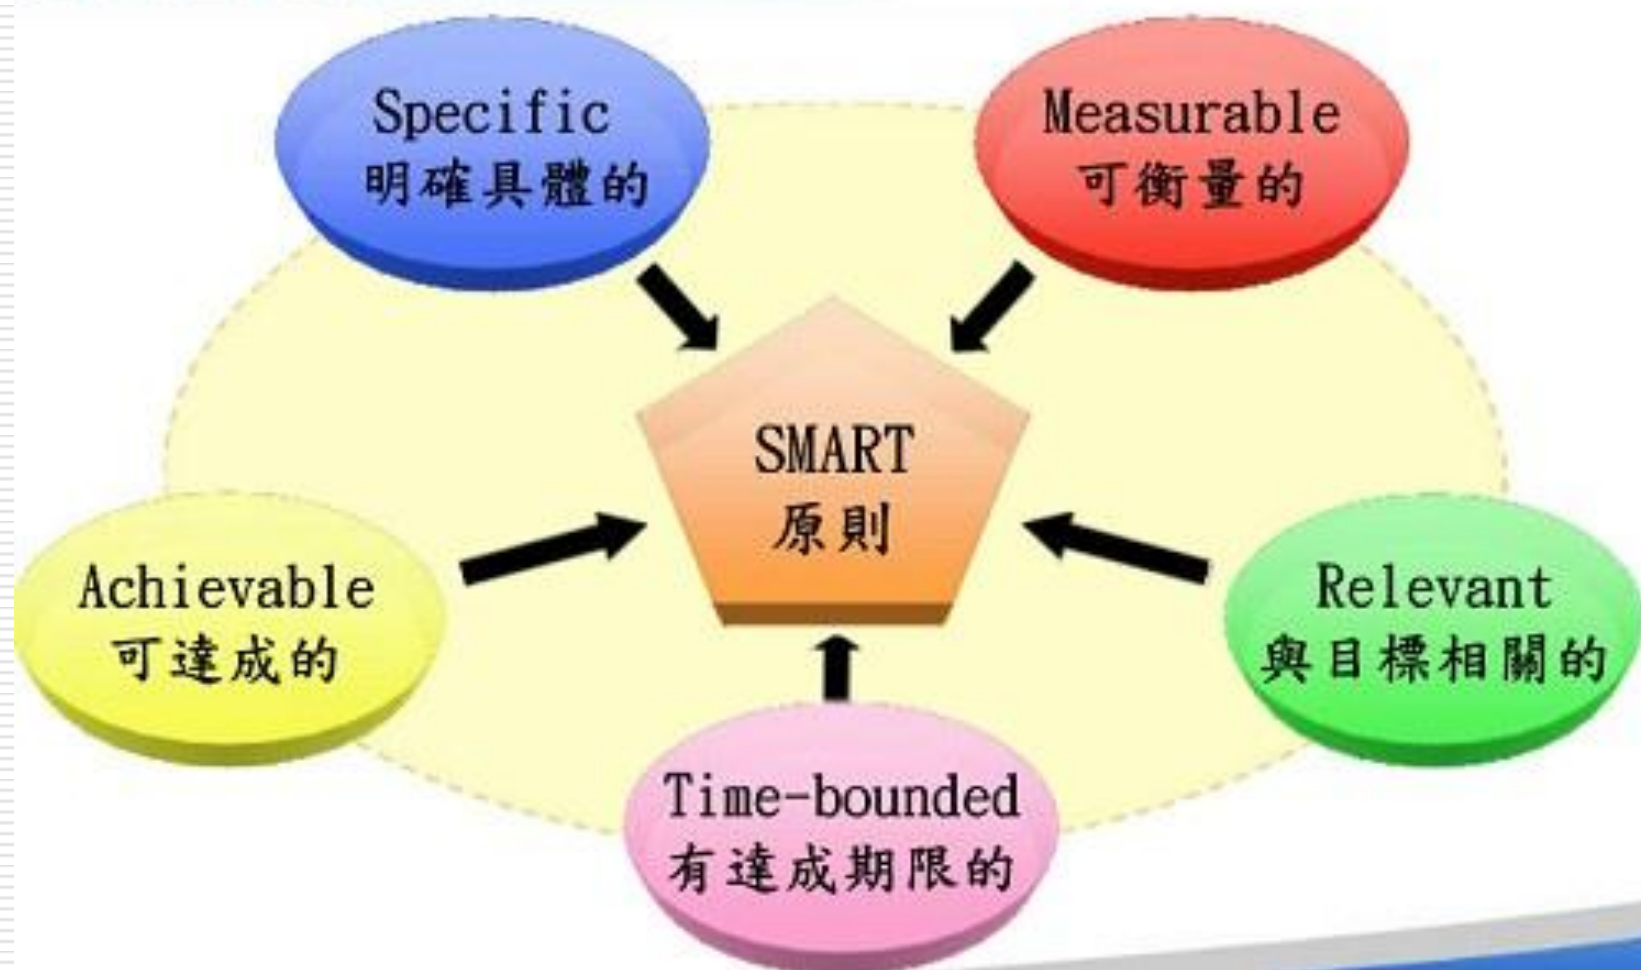 Specific
明確具體的
Measurable
可衡量的
SMART
原則
Achievable
可達成的
Relevant
與目標相關的
Time-bounded
有達成期限的